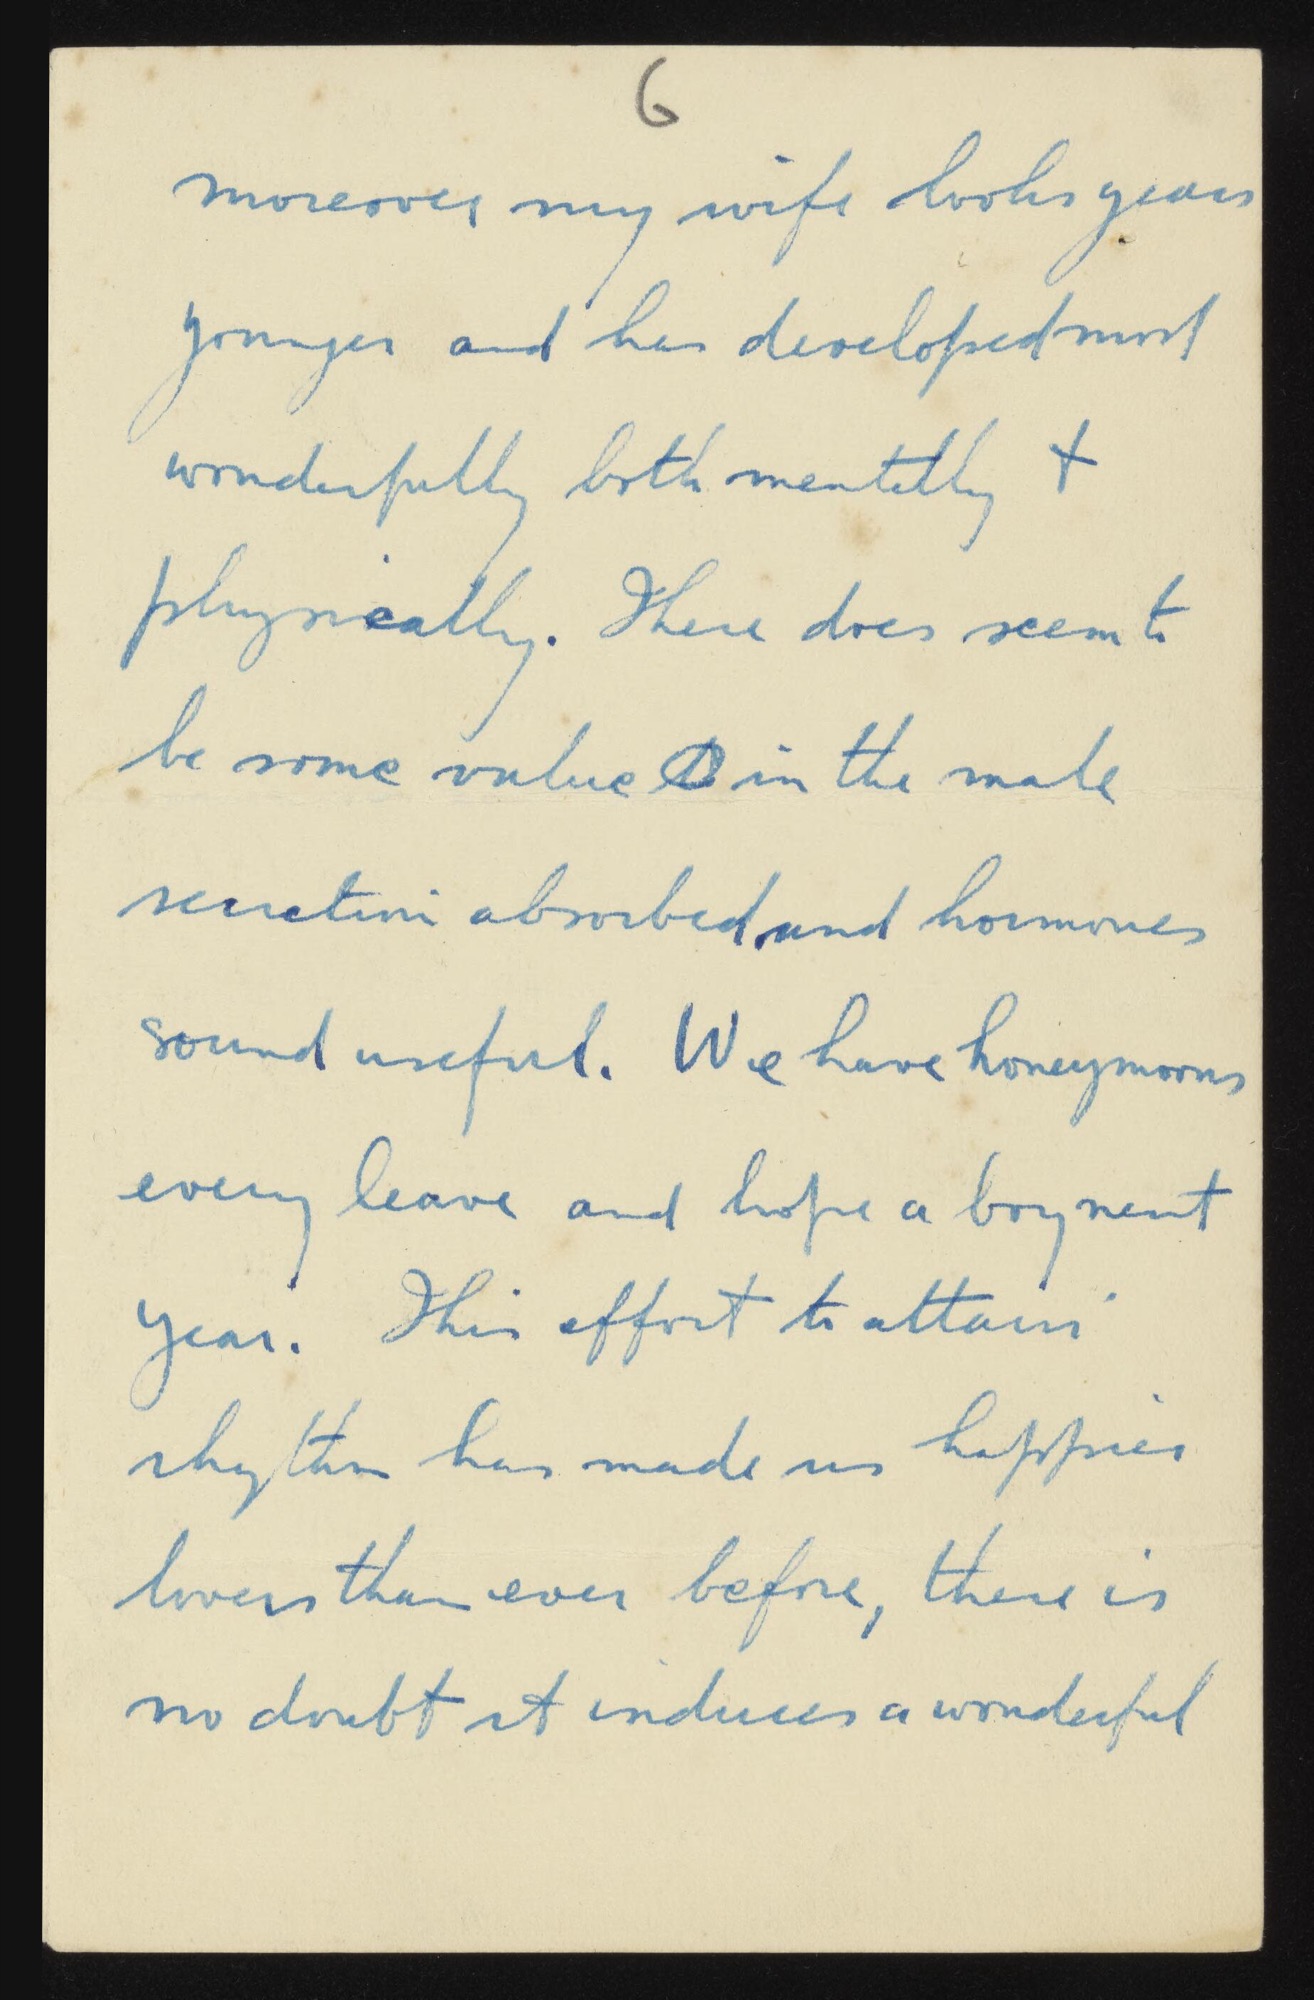 6
moreover my wife looks years
younger and has developed most
wonderfully both mentally +
physically. There does seem to
be some value in the male
secretion absorbed, and hormones
sound useful. We have honeymoons
every leave and hope a boy next
year. This effort to attain
rhythm has made us happier
lovers than ever before, there is
no doubt it induces a wonderful